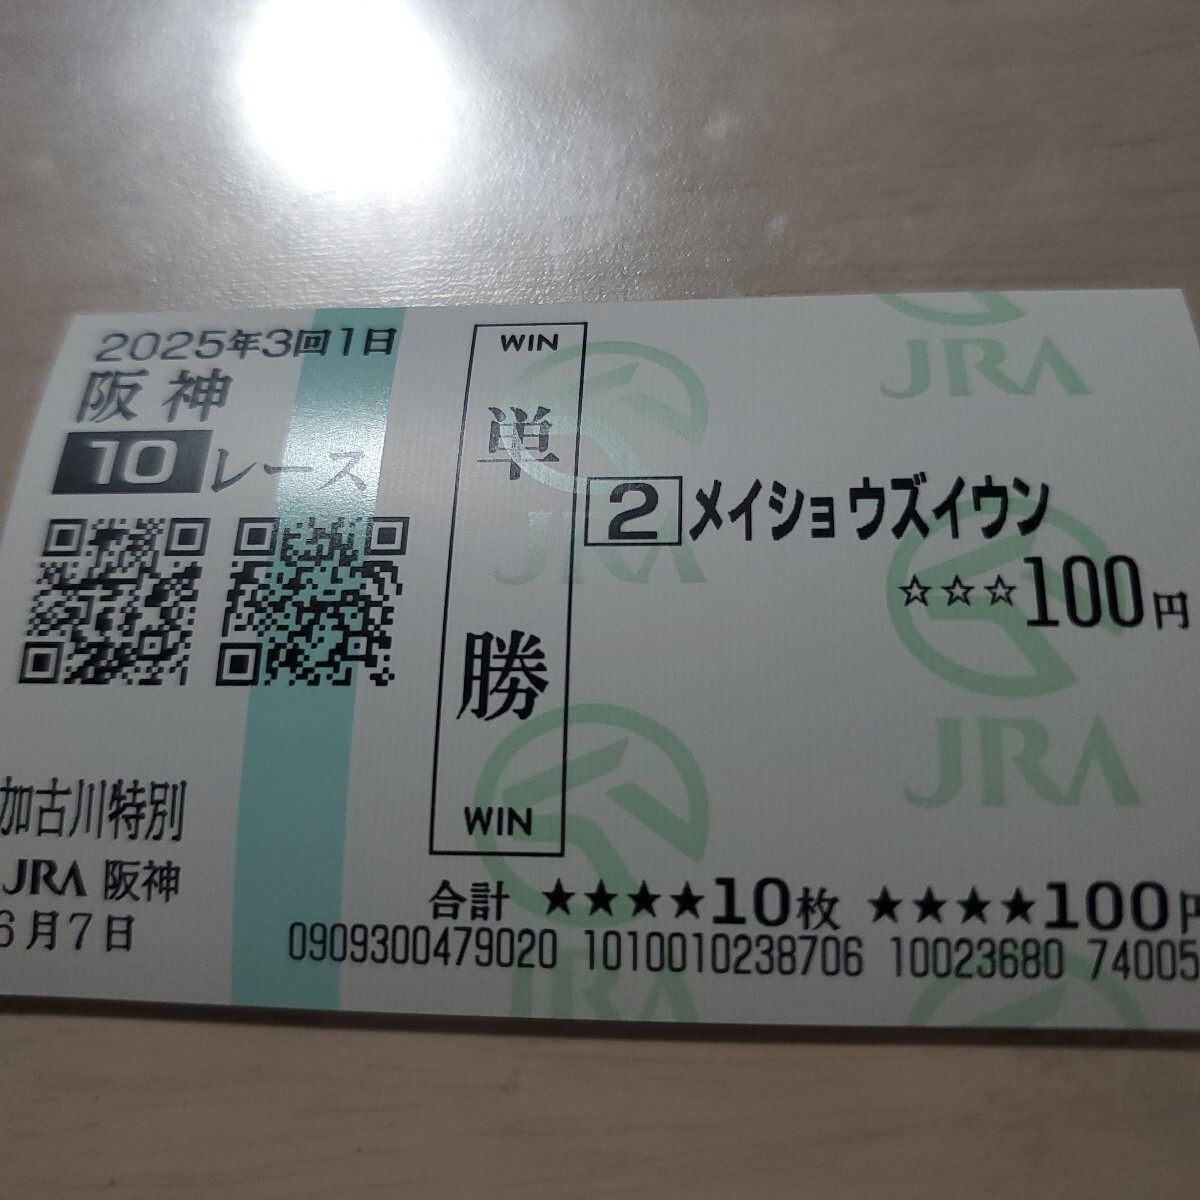 2025年3回1日
阪神
10レース
加古川特別
JRA 阪神
6月7日
WIN
単勝
WIN
2 メイショウズイウン
☆☆☆100円
合計 ★★★★10枚 ★★★★100円
0909300479020 1010010238706 10023680 74005
JRA
JRA
JRA
JRA